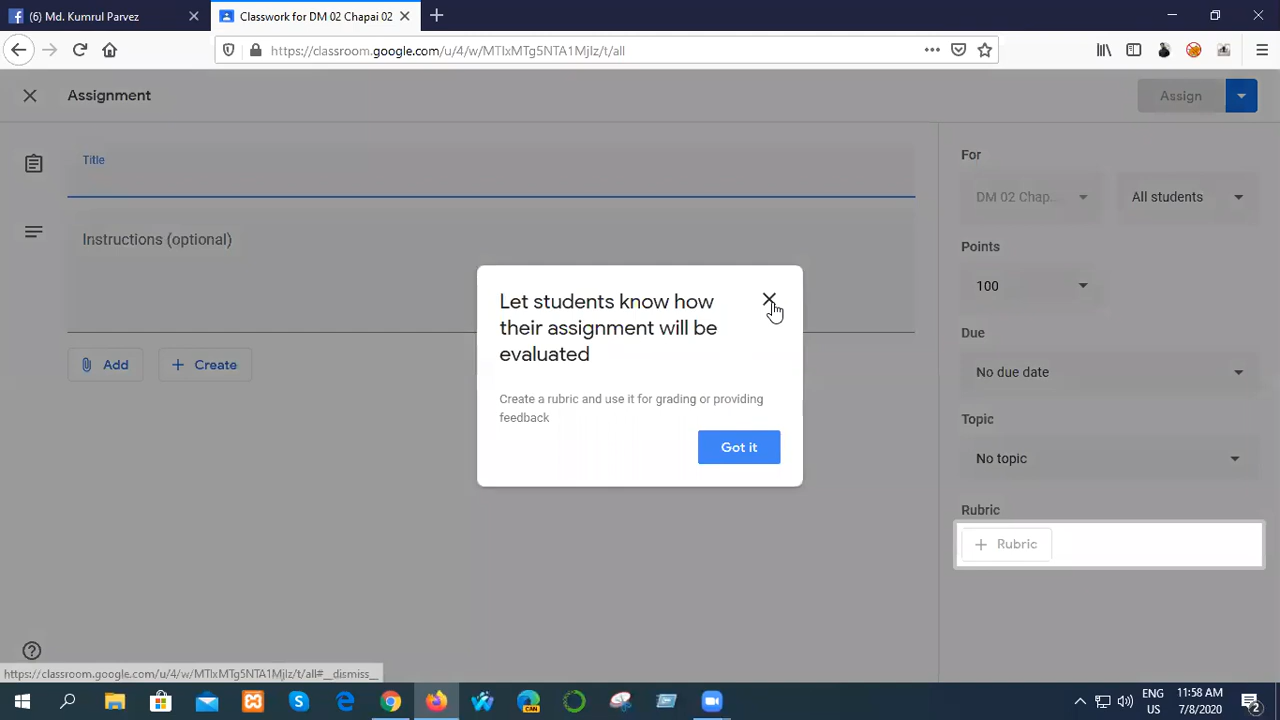 (6) Md. Kumrul Parvez
Classwork for DM 02 Chapai 02
https://classroom.google.com/u/4/w/MTIxMTg5NTA1MjIz/t/all
Assignment
Assign
Title
Instructions (optional)
Add
Create
For
DM 02 Chap...
All students
Points
100
Due
No due date
Topic
No topic
Rubric
Rubric
Let students know how
their assignment will be
evaluated
Create a rubric and use it for grading or providing
feedback
Got it
https://classroom.google.com/u/4/w/MTIxMTg5NTA1MjIz/t/all#__dismiss__
CAN
ENG
US
11:58 AM
7/8/2020
2